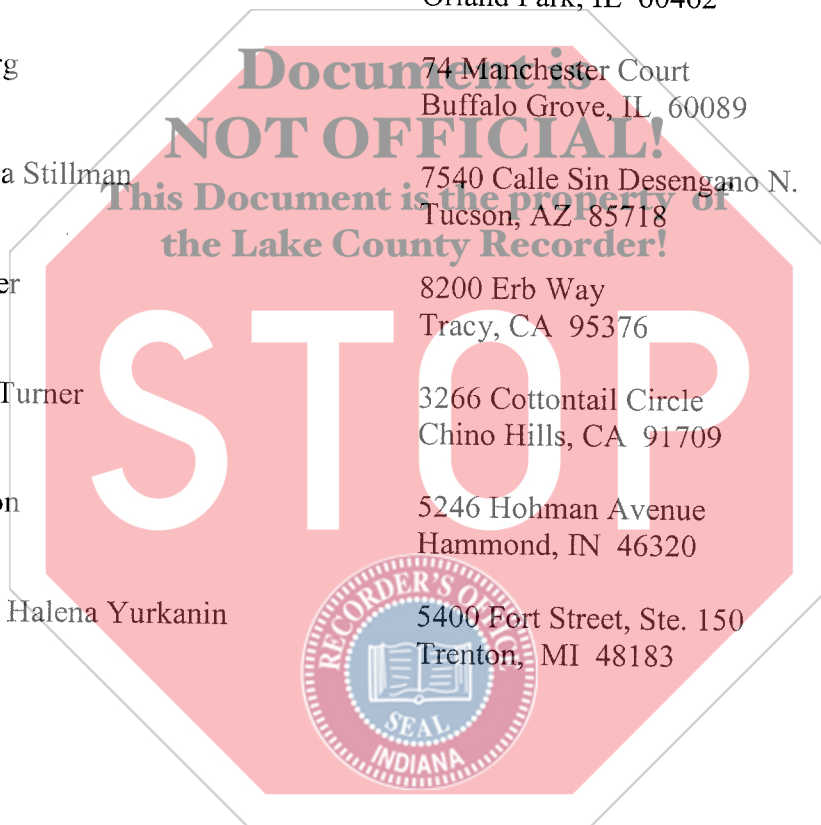 Orland Park, IL 60462
Document is
rg
74 Manchester Court
Buffalo Grove, IL 60089
NOT OFFICIAL!
a Stillman
7540 Calle Sin Desengano N.
This Document is the property of
Tucson, AZ 85718
the Lake County Recorder!
er
8200 Erb Way
Tracy, CA 95376
STOP
Turner
3266 Cottontail Circle
Chino Hills, CA 91709
on
5246 Hohman Avenue
Hammond, IN 46320
Halena Yurkanin
5400 Fort Street, Ste. 150
Trenton, MI 48183
RECORDER'S OFFICE
SEAL
INDIANA